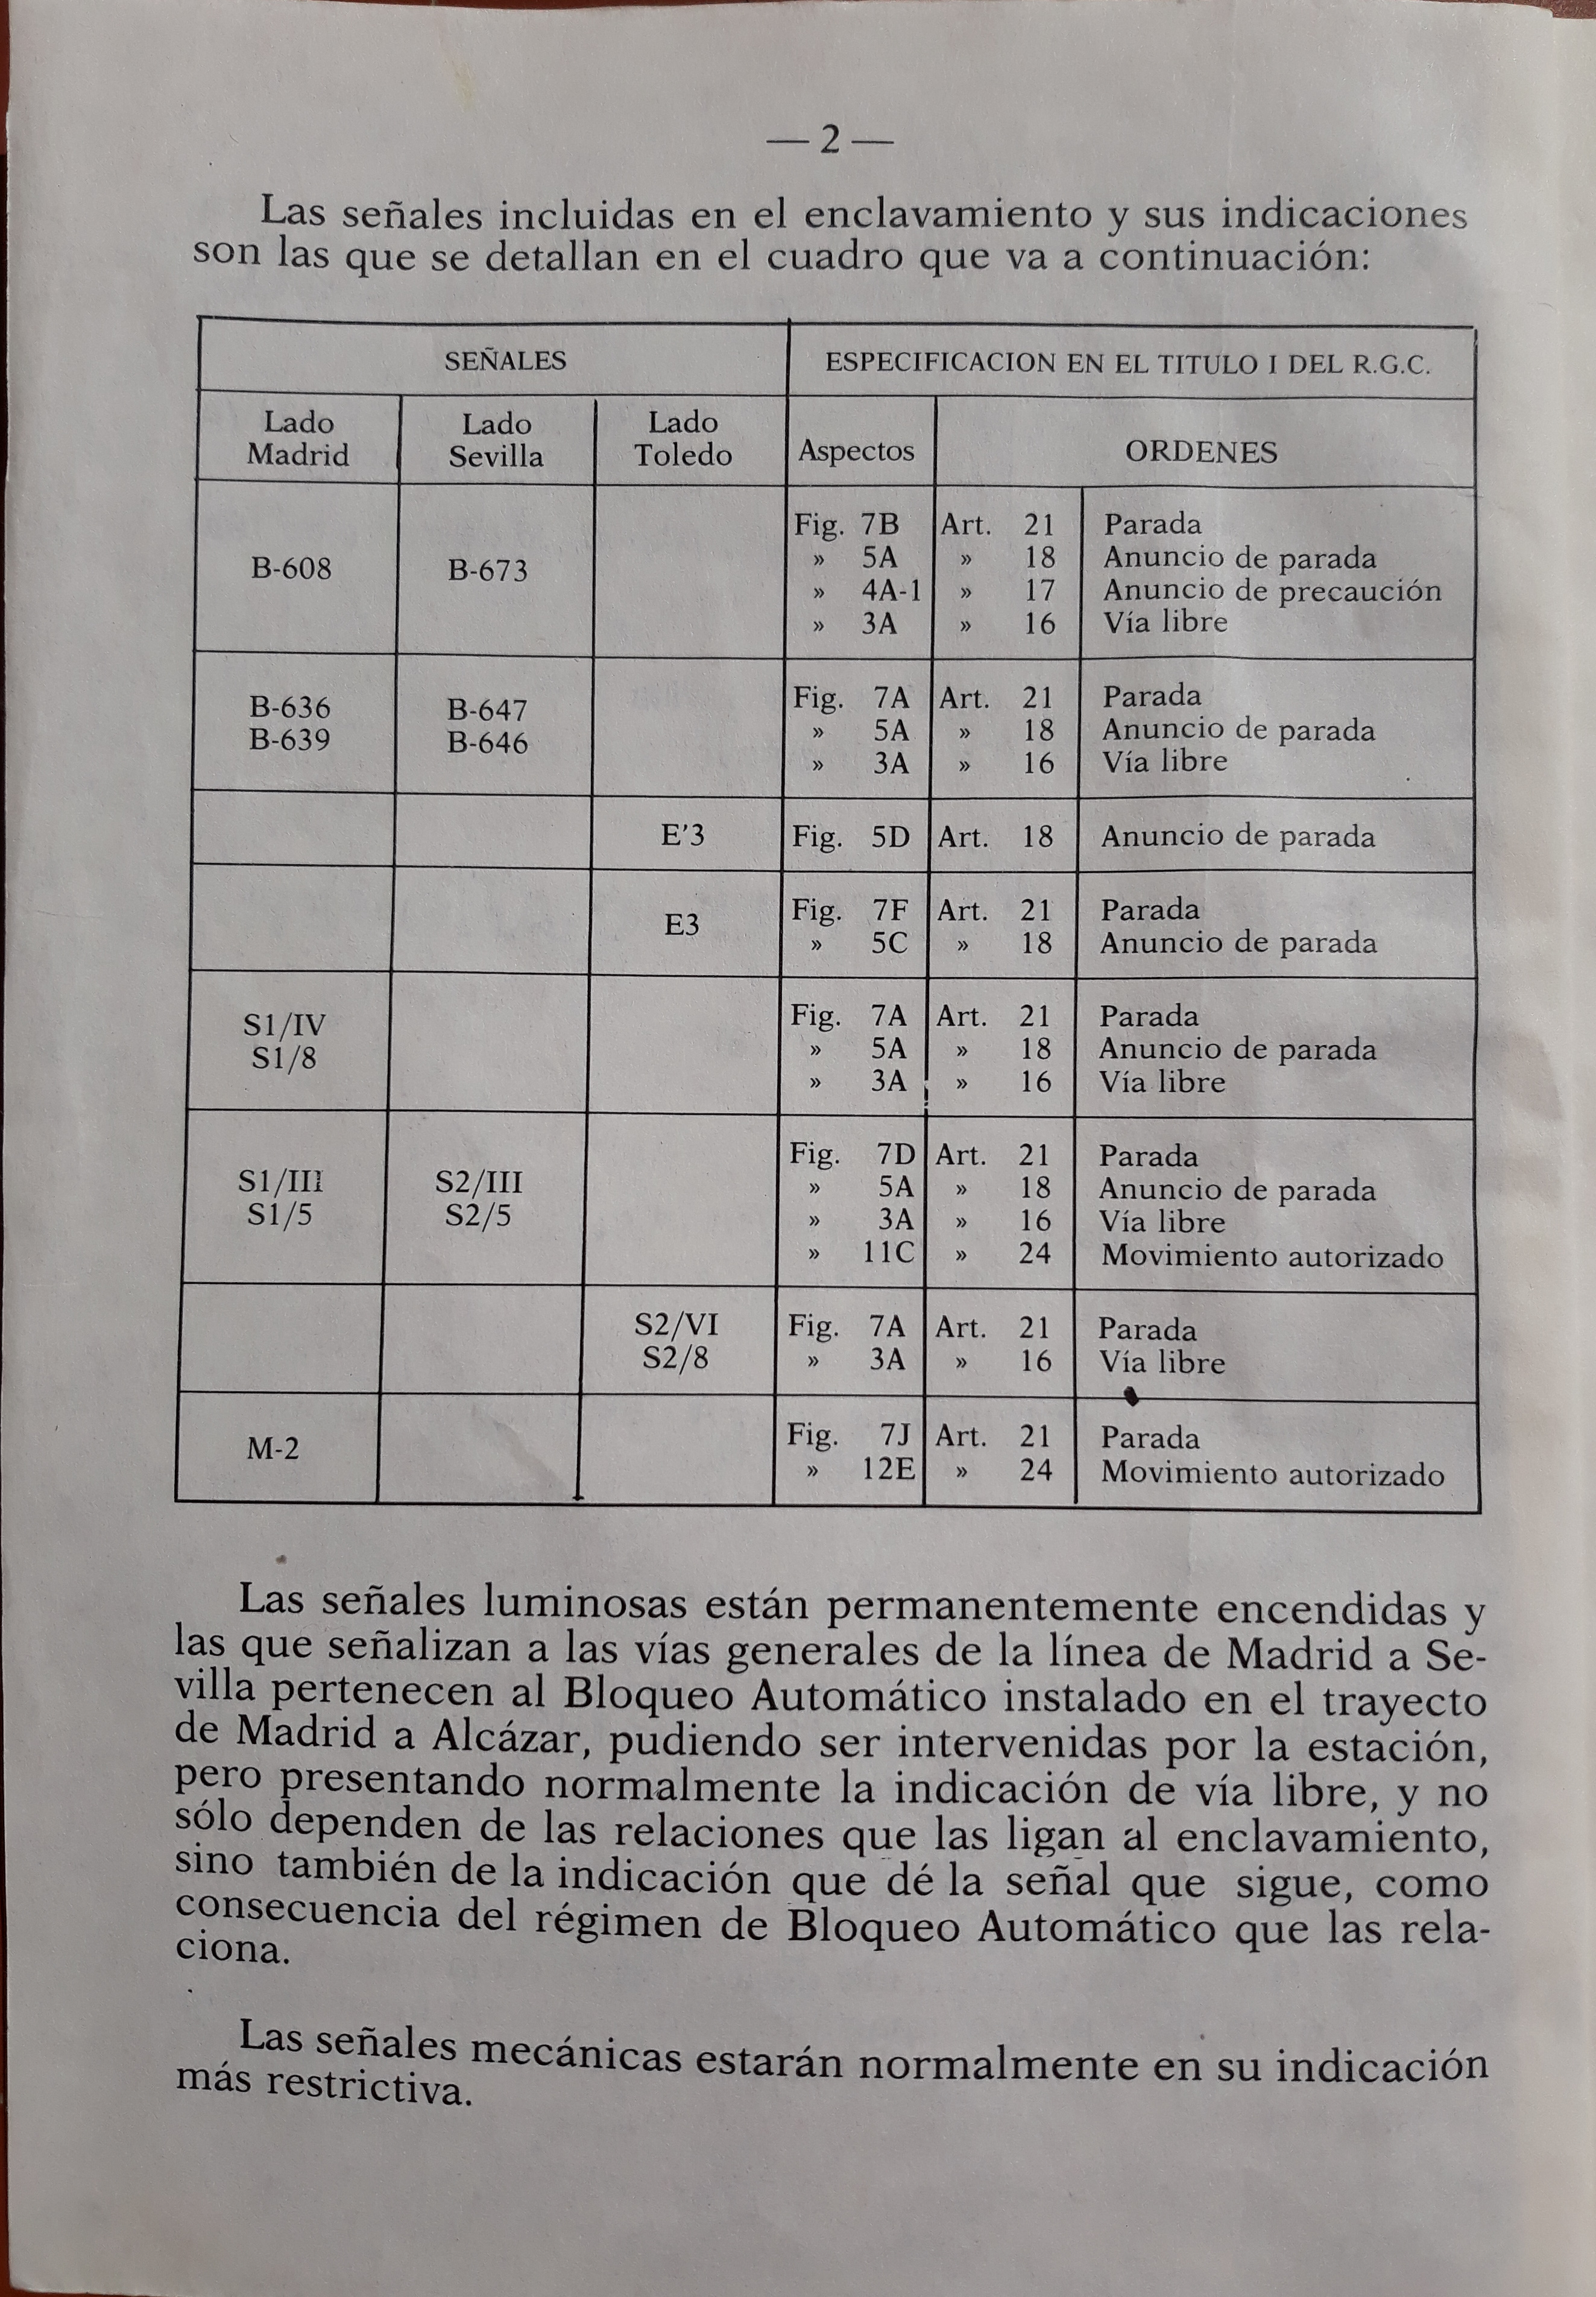 — 2 —
Las señales incluidas en el enclavamiento y sus indicaciones
son las que se detallan en el cuadro que va a continuación:
SEÑALES ESPECIFICACION EN EL TITULO I DEL R.G.C.
Lado Madrid Lado Sevilla Lado Toledo Aspectos ORDENES
Fig. 7B Art. 21 Parada
B-608 B-673 » 5A » 18 Anuncio de parada
» 4A-1 » 17 Anuncio de precaución
» 3A » 16 Vía libre
B-636 B-647 Fig. 7A Art. 21 Parada
B-639 B-646 » 5A » 18 Anuncio de parada
» 3A » 16 Vía libre
E’3 Fig. 5D Art. 18 Anuncio de parada
E3 Fig. 7F Art. 21 Parada
» 5C » 18 Anuncio de parada
S1/IV Fig. 7A Art. 21 Parada
S1/8 » 5A » 18 Anuncio de parada
» 3A » 16 Vía libre
Fig. 7D Art. 21 Parada
S1/III S2/III » 5A » 18 Anuncio de parada
S1/5 S2/5 » 3A » 16 Vía libre
» 11C » 24 Movimiento autorizado
S2/VI Fig. 7A Art. 21 Parada
S2/8 » 3A » 16 Vía libre
M-2 Fig. 7J Art. 21 Parada
» 12E » 24 Movimiento autorizado
Las señales luminosas están permanentemente encendidas y
las que señalizan a las vías generales de la línea de Madrid a Se-
villa pertenecen al Bloqueo Automático instalado en el trayecto
de Madrid a Alcázar, pudiendo ser intervenidas por la estación,
pero presentando normalmente la indicación de vía libre, y no
sólo dependen de las relaciones que las ligan al enclavamiento,
sino también de la indicación que dé la señal que sigue, como
consecuencia del régimen de Bloqueo Automático que las rela-
ciona.
Las señales mecánicas estarán normalmente en su indicación
más restrictiva.